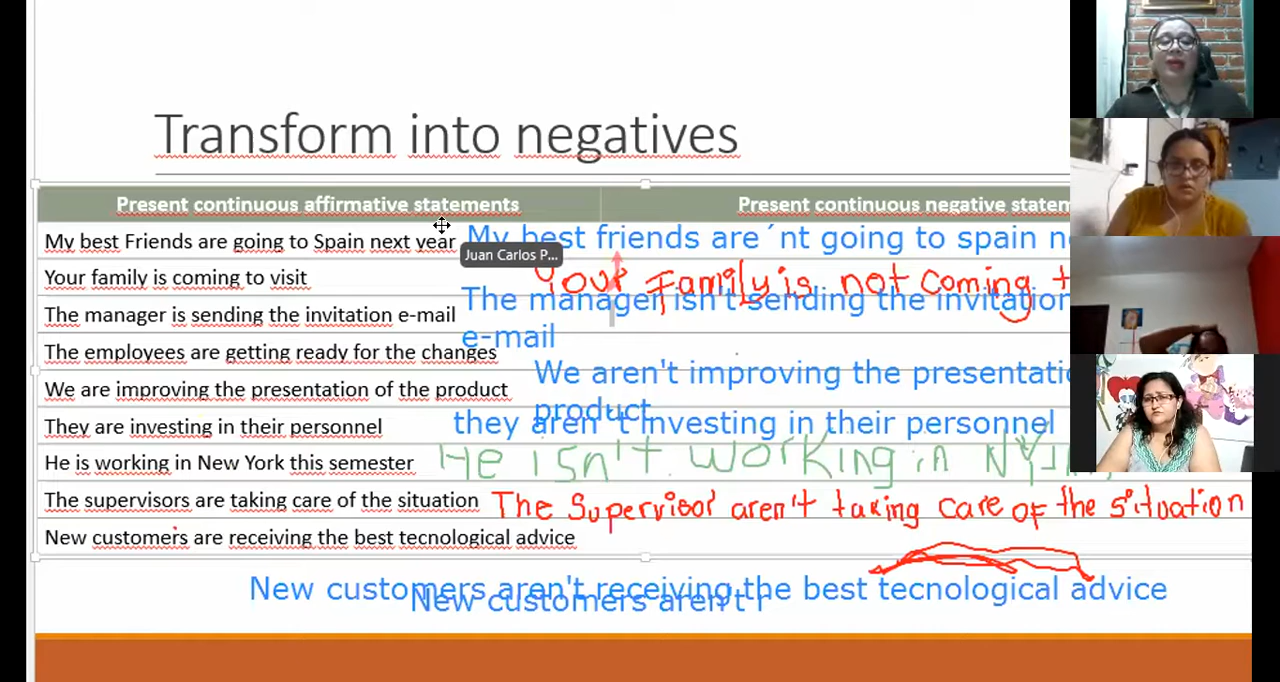 Transform into negatives
Present continuous affirmative statements
Present continuous negative statem
My best Friends are going to Spain next year
My best friends are´nt going to spain n
Juan Carlos P...
Your family is coming to visit
Your Family is not coming t
The manager is sending the invitation e-mail
The manager isn't sending the invitation
e-mail
The employees are getting ready for the changes
We are improving the presentation of the product
We aren't improving the presentatio
product
They are investing in their personnel
they aren´t investing in their personnel
He is working in New York this semester
He isn't working in NY
The supervisors are taking care of the situation
The Supervisor aren't taking care of the situation
New customers are receiving the best tecnological advice
New customers aren't receiving the best tecnological advice
New customers aren't r